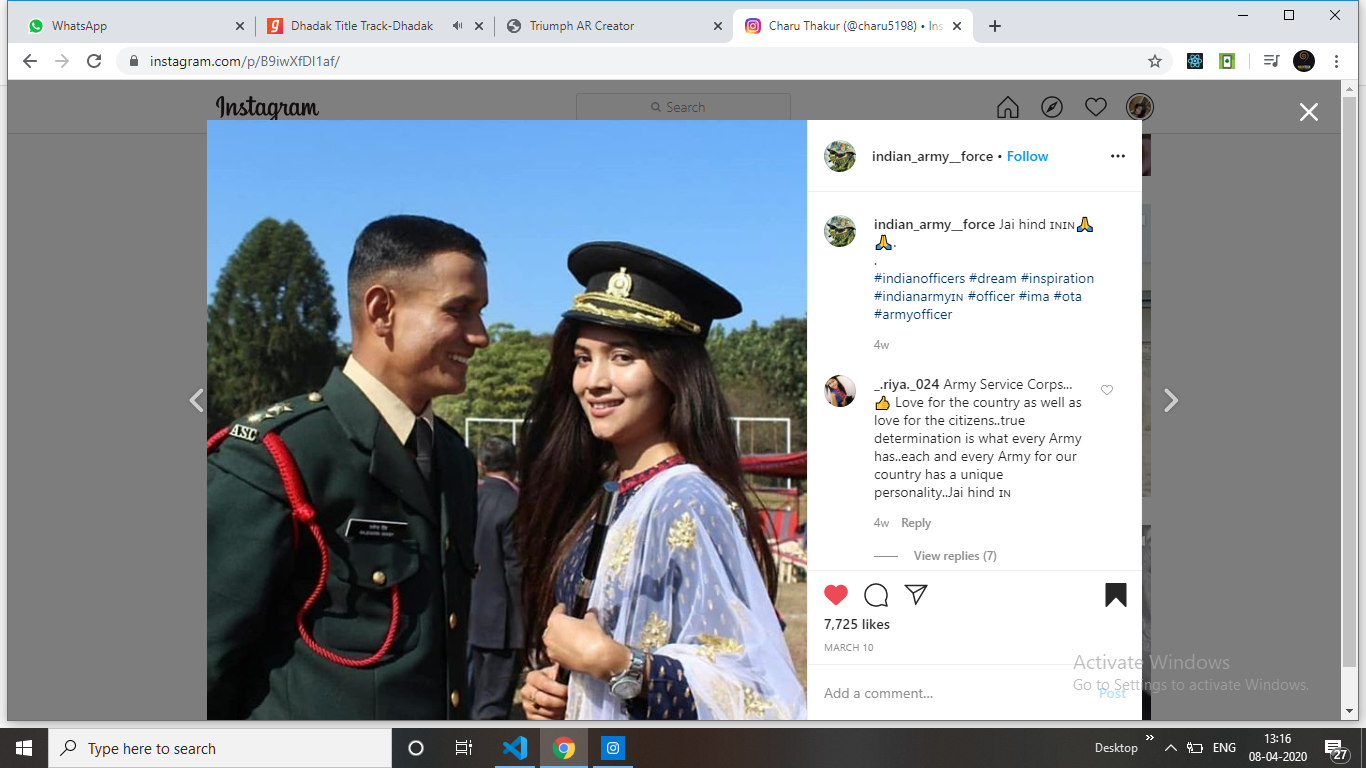 WhatsApp
Dhadak Title Track-Dhadak
Triumph AR Creator
Charu Thakur (@charu5198) • Ins
instagram.com/p/B9iwXfDI1af/
Instagram
Search
indian_army__force • Follow
indian_army__force Jai hind ɪɴɪɴ🙏
🙏.
.
#indianofficers #dream #inspiration
#indianarmyɪɴ #officer #ima #ota
#armyofficer
4w
_.riya._024 Army Service Corps...
👍 Love for the country as well as
love for the citizens..true
determination is what every Army
has..each and every Army for our
country has a unique
personality..Jai hind ɪɴ
4w Reply
View replies (7)
7,725 likes
MARCH 10
Add a comment...
Post
ASC
Activate Windows
Go to Settings to activate Windows.
Type here to search
Desktop
ENG
13:16
08-04-2020
27